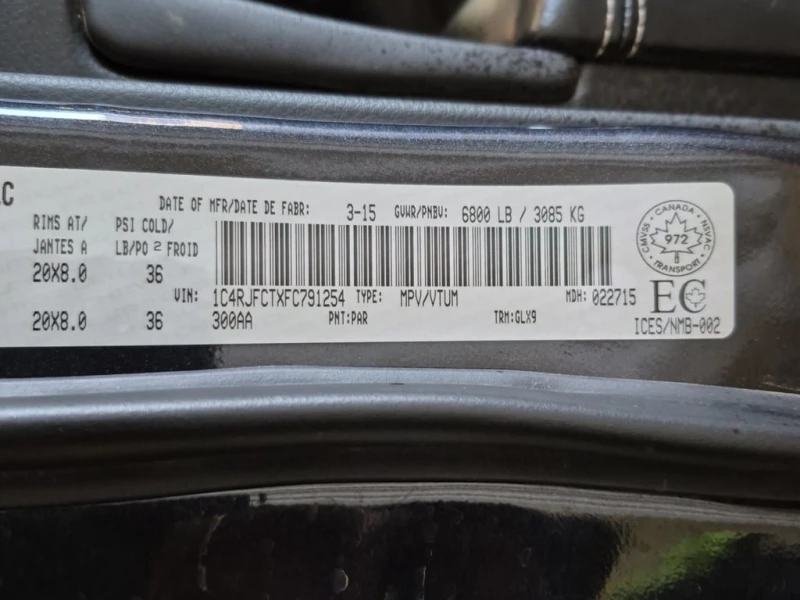 LC
DATE OF MFR/DATE DE FABR: 3-15 GVWR/PNBV: 6800 LB / 3085 KG
RIMS AT/ PSI COLD/
JANTES A LB/PO 2 FROID
20X8.0 36
VIN: 1C4RJFCTXFC791254 TYPE: MPV/VTUM MDH: 022715
20X8.0 36 300AA PNT:PAR TRM:GLX9
CANADA
CMVSS 972 NSVAC
TRANSPORT
EC
ICES/NMB-002